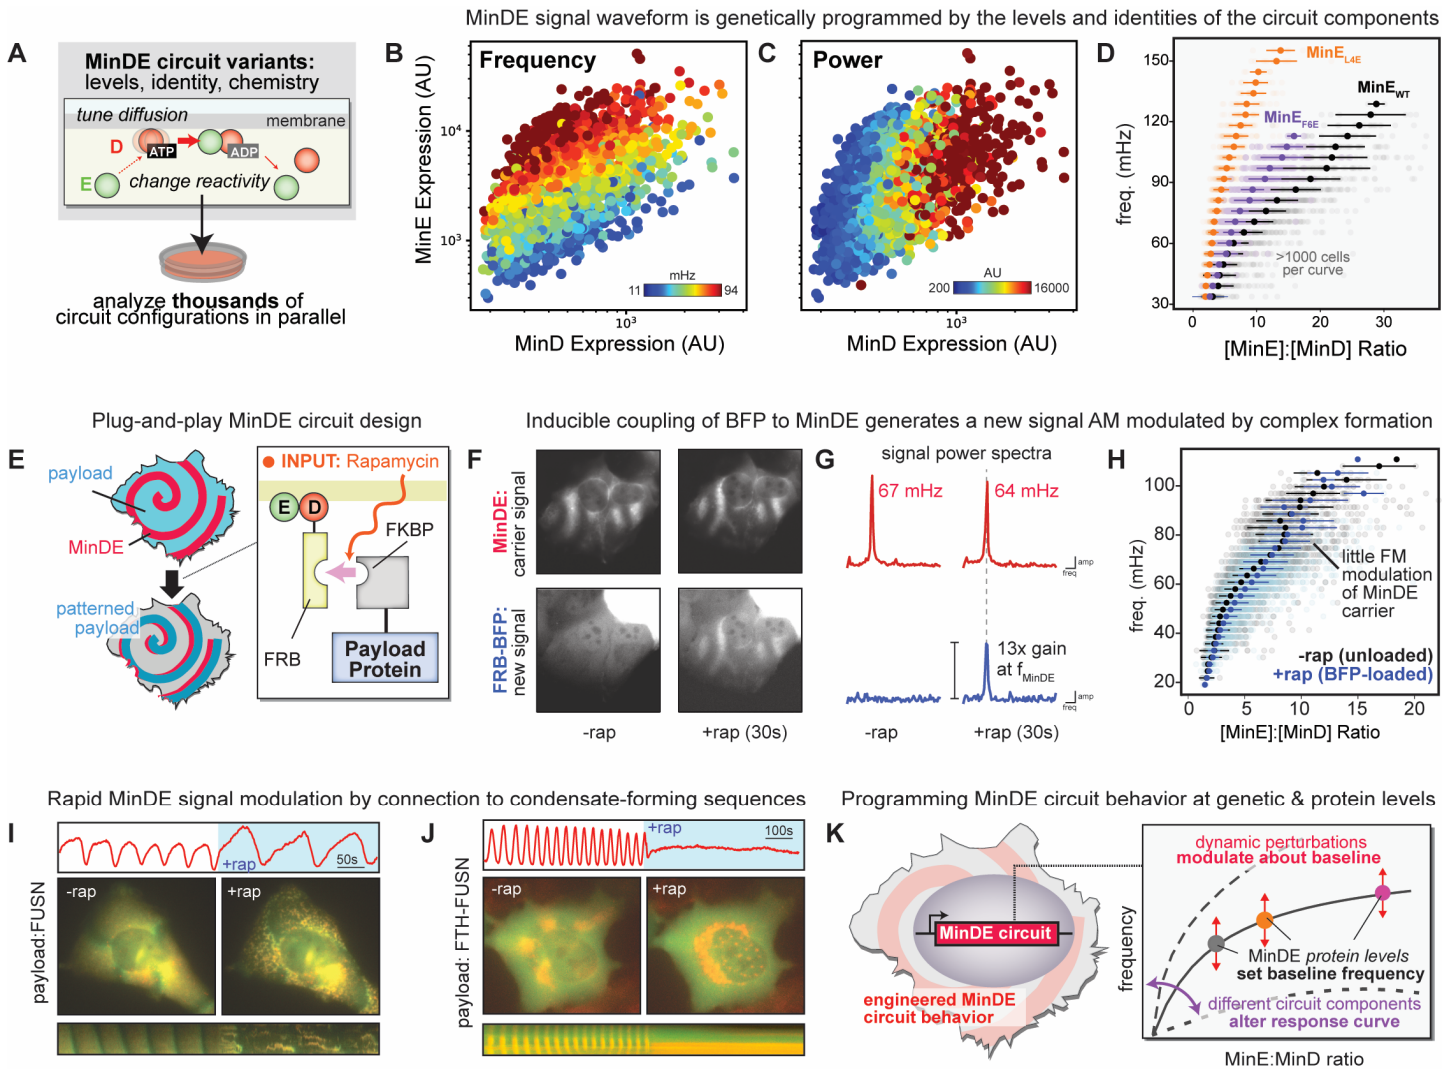 MinDE signal waveform is genetically programmed by the levels and identities of the circuit components
A
MinDE circuit variants:
levels, identity, chemistry
tune diffusion
membrane
D
ATP
ADP
E
change reactivity
analyze thousands of
circuit configurations in parallel
B
Frequency
MinE Expression (AU)
10⁴
10³
mHz
11
94
10³
MinD Expression (AU)
C
Power
AU
200
16000
10³
MinD Expression (AU)
D
MinE L4E
MinE WT
MinE F6E
>1000 cells
per curve
freq. (mHz)
150
120
90
60
30
0
10
20
30
[MinE]:[MinD] Ratio
Plug-and-play MinDE circuit design
E
payload
MinDE
patterned
payload
INPUT: Rapamycin
E
D
FKBP
FRB
Payload
Protein
Inducible coupling of BFP to MinDE generates a new signal AM modulated by complex formation
F
MinDE:
carrier signal
FRB-BFP:
new signal
-rap
+rap (30s)
G
signal power spectra
67 mHz
64 mHz
amp
freq
13x gain
at fMinDE
amp
freq
-rap
+rap (30s)
H
freq. (mHz)
100
80
60
40
20
little FM
modulation
of MinDE
carrier
-rap (unloaded)
+rap (BFP-loaded)
0
5
10
15
20
[MinE]:[MinD] Ratio
Rapid MinDE signal modulation by connection to condensate-forming sequences
I
+rap
50s
payload:FUSN
-rap
+rap
J
+rap
100s
payload: FTH-FUSN
-rap
+rap
Programming MinDE circuit behavior at genetic & protein levels
K
MinDE circuit
engineered MinDE
circuit behavior
frequency
dynamic perturbations
modulate about baseline
MinDE protein levels
set baseline frequency
different circuit components
alter response curve
MinE:MinD ratio